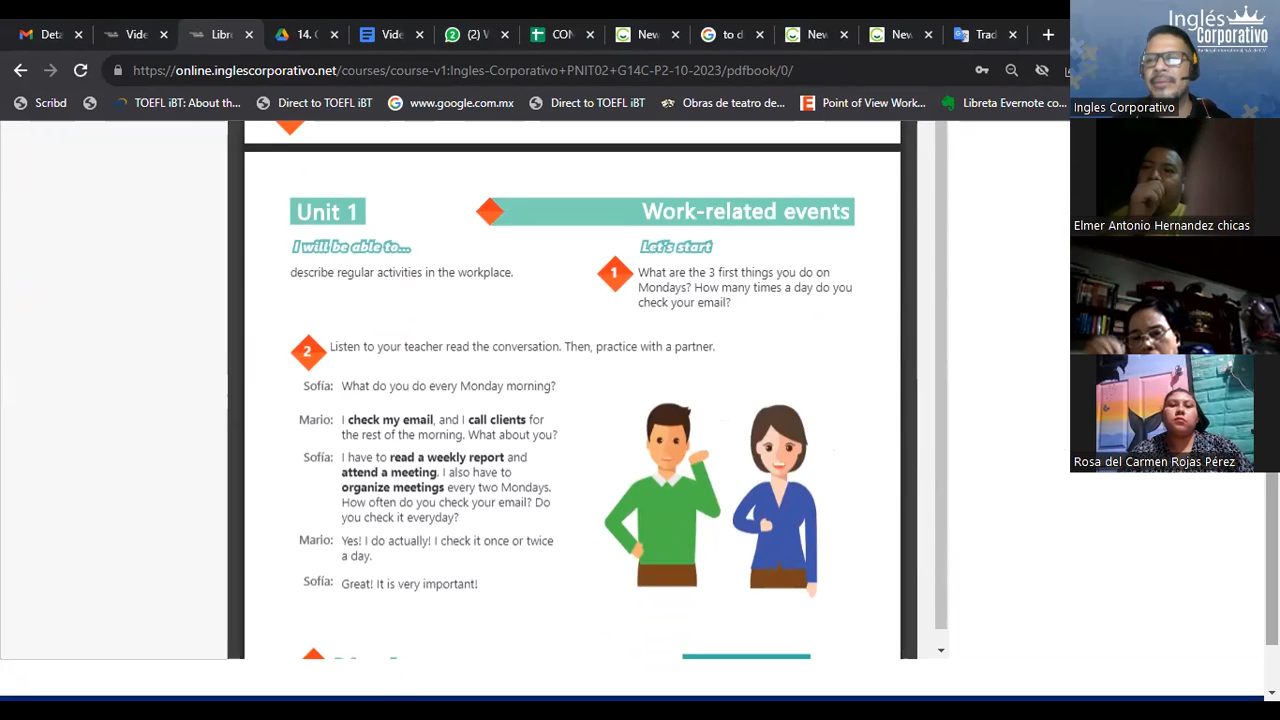 Deta
Vide
Libro
14. (
Vide
(2) V
CON
New
to d
New
New
Trad
https://online.inglescorporativo.net/courses/course-v1:Ingles-Corporativo+PNIT02+G14C-P2-10-2023/pdfbook/0/
Scribd
TOEFL iBT: About th...
Direct to TOEFL iBT
www.google.com.mx
Direct to TOEFL iBT
Obras de teatro de...
Point of View Work...
Libreta Evernote co...
Unit 1
Work-related events
I will be able to...
Let's start
describe regular activities in the workplace.
1 What are the 3 first things you do on
Mondays? How many times a day do you
check your email?
2 Listen to your teacher read the conversation. Then, practice with a partner.
Sofía: What do you do every Monday morning?
Mario: I check my email, and I call clients for
the rest of the morning. What about you?
Sofía: I have to read a weekly report and
attend a meeting. I also have to
organize meetings every two Mondays.
How often do you check your email? Do
you check it everyday?
Mario: Yes! I do actually! I check it once or twice
a day.
Sofía: Great! It is very important!
Inglés
Corporativo
Ingles Corporativo
Elmer Antonio Hernandez chicas
Rosa del Carmen Rojas Pérez